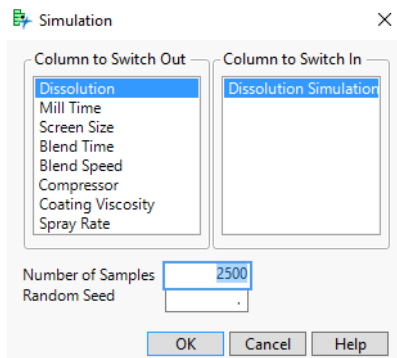 Simulation
Column to Switch Out
Column to Switch In
Dissolution
Mill Time
Screen Size
Blend Time
Blend Speed
Compressor
Coating Viscosity
Spray Rate
Dissolution Simulation
Number of Samples 2500
Random Seed .
OK Cancel Help